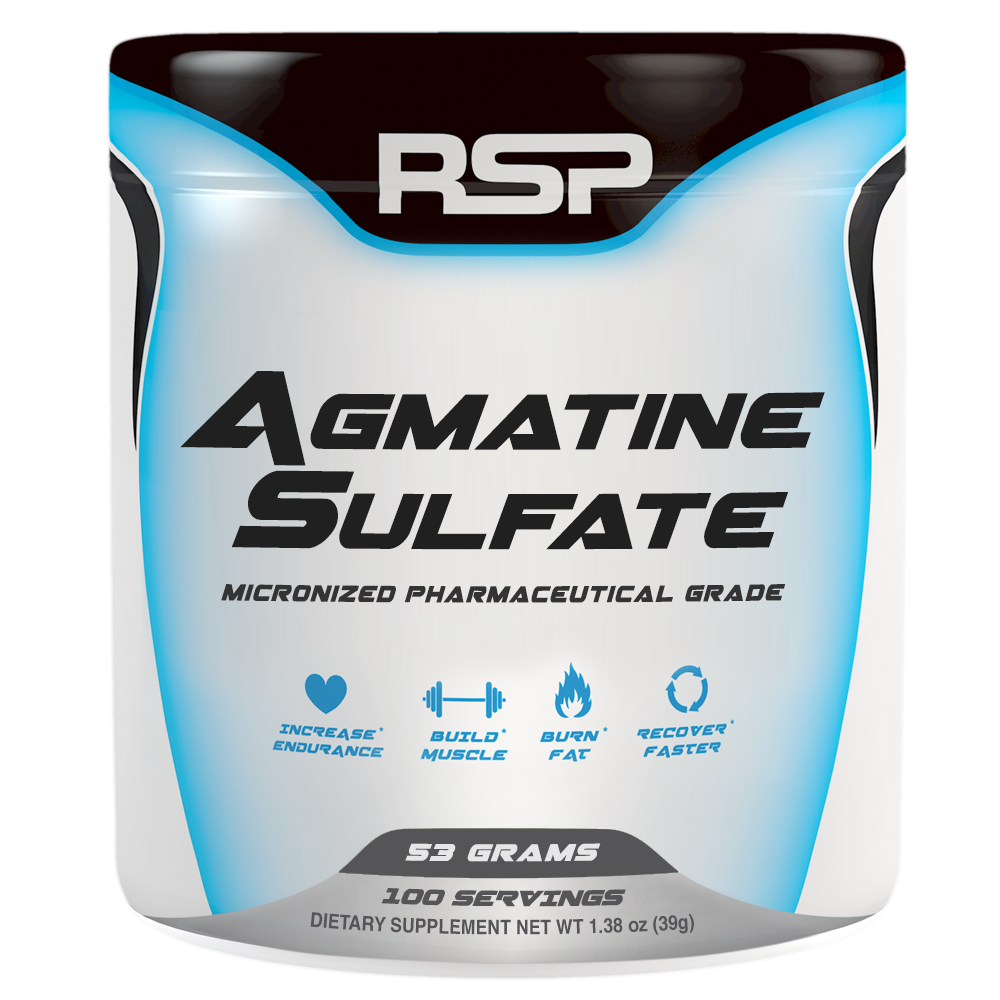 RSP
AGMATINE
SULFATE
MICRONIZED PHARMACEUTICAL GRADE
INCREASE*
ENDURANCE
BUILD*
MUSCLE
BURN*
FAT
RECOVER*
FASTER
53 GRAMS
100 SERVINGS
DIETARY SUPPLEMENT NET WT 1.38 oz (39g)